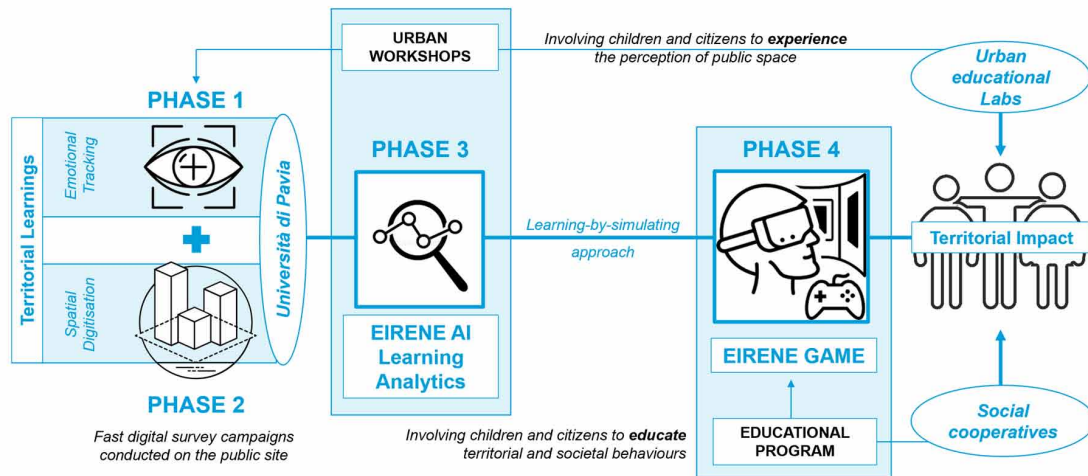 URBAN
WORKSHOPS
Involving children and citizens to experience
the perception of public space
Urban
educational
Labs
PHASE 1
Territorial Learnings
Emotional
Tracking
Università di Pavia
Spatial
Digitisation
PHASE 2
Fast digital survey campaigns
conducted on the public site
PHASE 3
EIRENE AI
Learning
Analytics
Learning-by-simulating
approach
PHASE 4
EIRENE GAME
Involving children and citizens to educate
territorial and societal behaviours
EDUCATIONAL
PROGRAM
Territorial Impact
Social
cooperatives